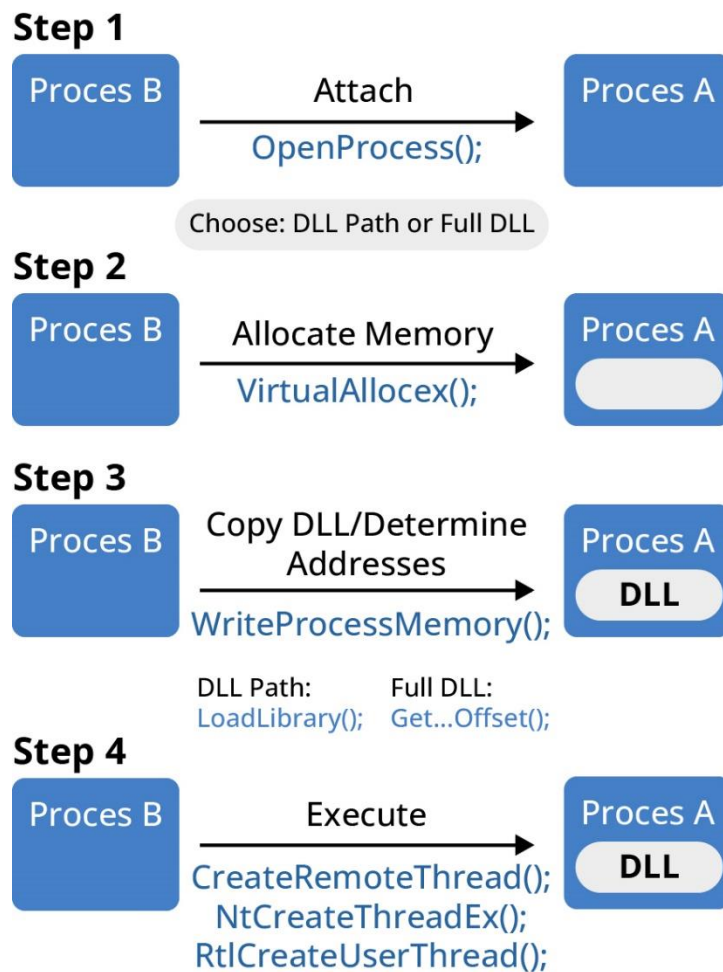 Step 1
Proces B
Attach
OpenProcess();
Proces A
Choose: DLL Path or Full DLL
Step 2
Proces B
Allocate Memory
VirtualAllocex();
Proces A
Step 3
Proces B
Copy DLL/Determine
Addresses
WriteProcessMemory();
Proces A
DLL
DLL Path:
LoadLibrary();
Full DLL:
Get...Offset();
Step 4
Proces B
Execute
CreateRemoteThread();
NtCreateThreadEx();
RtlCreateUserThread();
Proces A
DLL